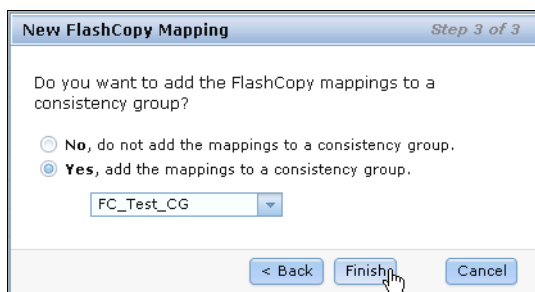 New FlashCopy Mapping Step 3 of 3
Do you want to add the FlashCopy mappings to a
consistency group?
No, do not add the mappings to a consistency group.
Yes, add the mappings to a consistency group.
FC_Test_CG
< Back Finish Cancel